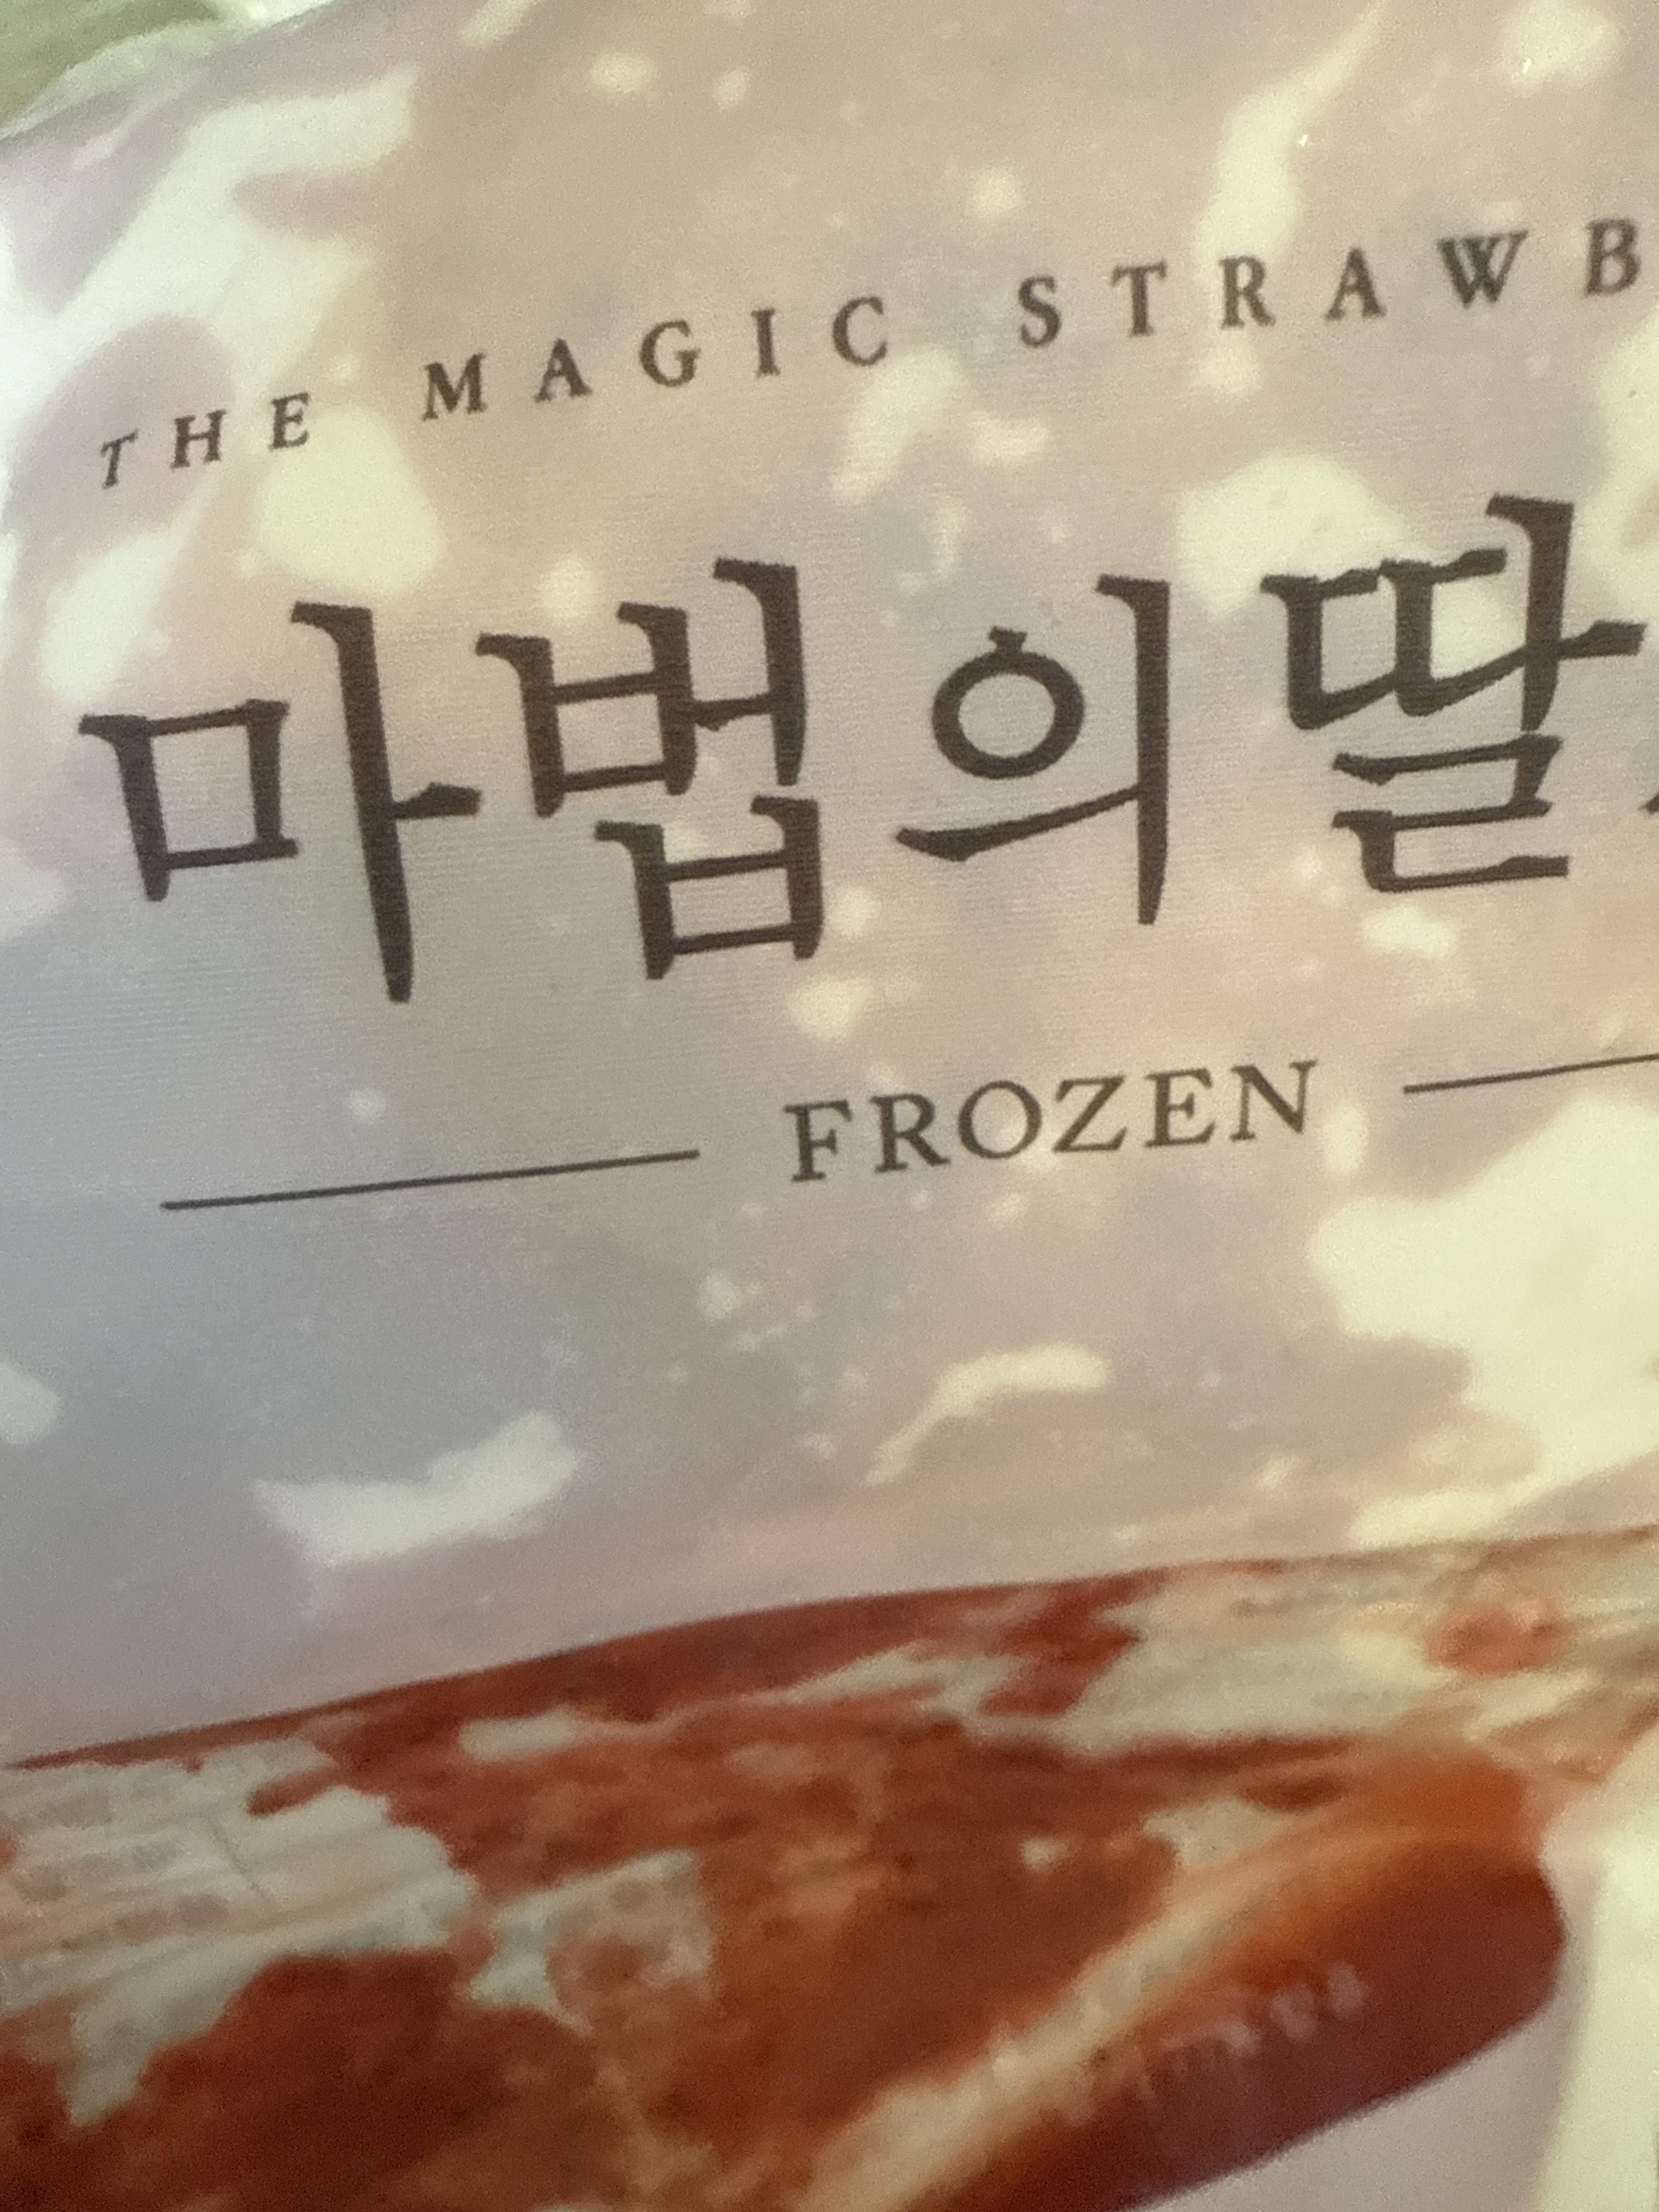 THE MAGIC STRAWB
마법의 딸
FROZEN